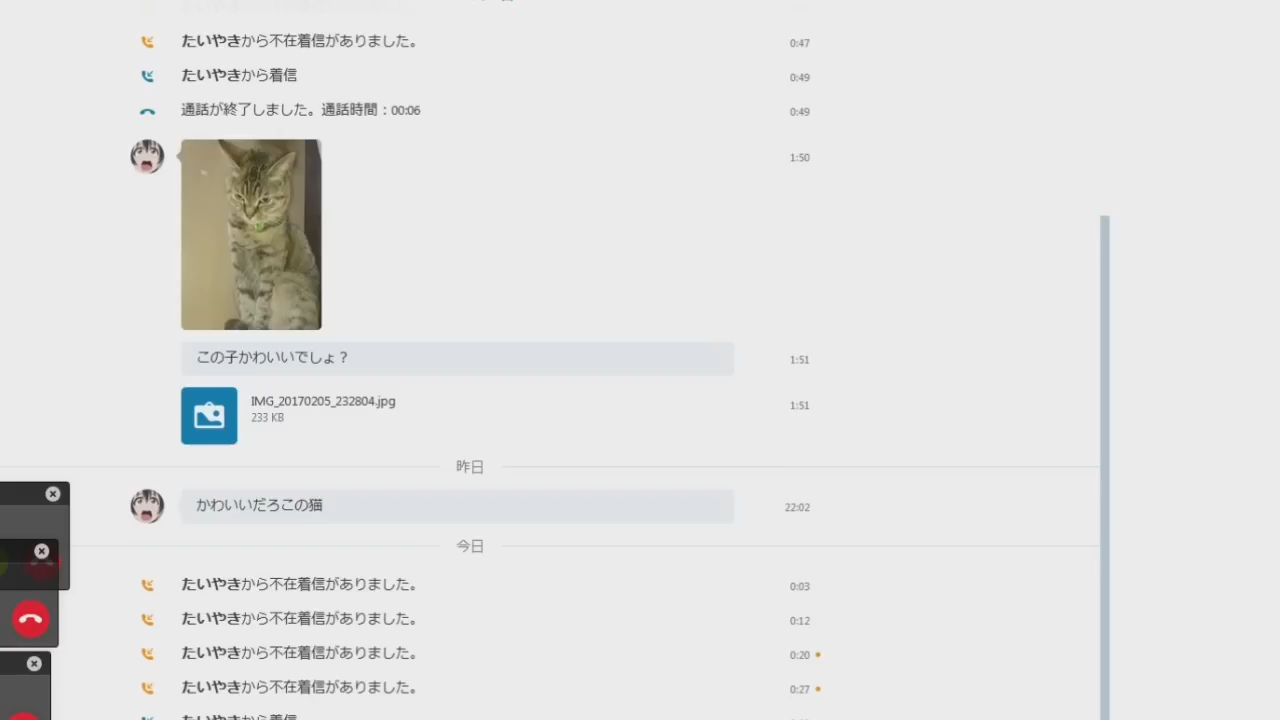 たいやきから不在着信がありました。 0:47
たいやきから着信 0:49
通話が終了しました。通話時間：00:06 0:49
1:50
この子かわいいでしょ？ 1:51
IMG_20170205_232804.jpg 1:51
233 KB
昨日
かわいいだろこの猫 22:02
今日
たいやきから不在着信がありました。 0:03
たいやきから不在着信がありました。 0:12
たいやきから不在着信がありました。 0:20
たいやきから不在着信がありました。 0:27
たいやきから着信